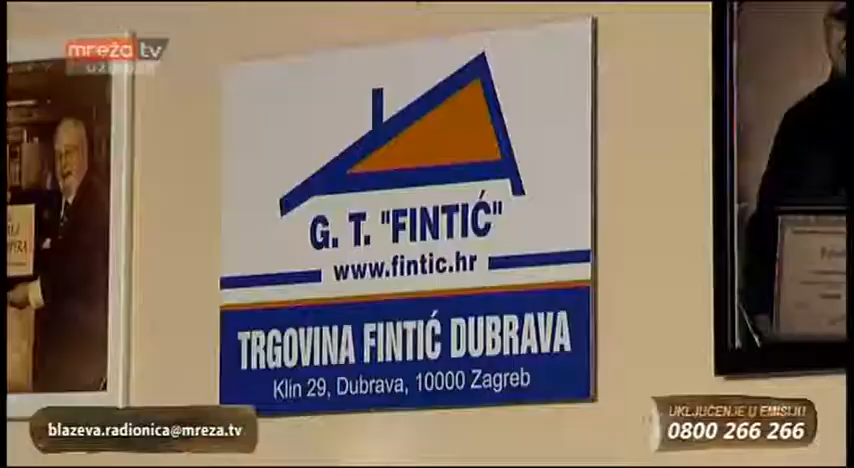 mreža tv
G. T. "FINTIĆ"
www.fintic.hr
TRGOVINA FINTIĆ DUBRAVA
Klin 29, Dubrava, 10000 Zagreb
blazeva.radionica@mreza.tv
UKLJUČENJE U EMISIJU
0800 266 266